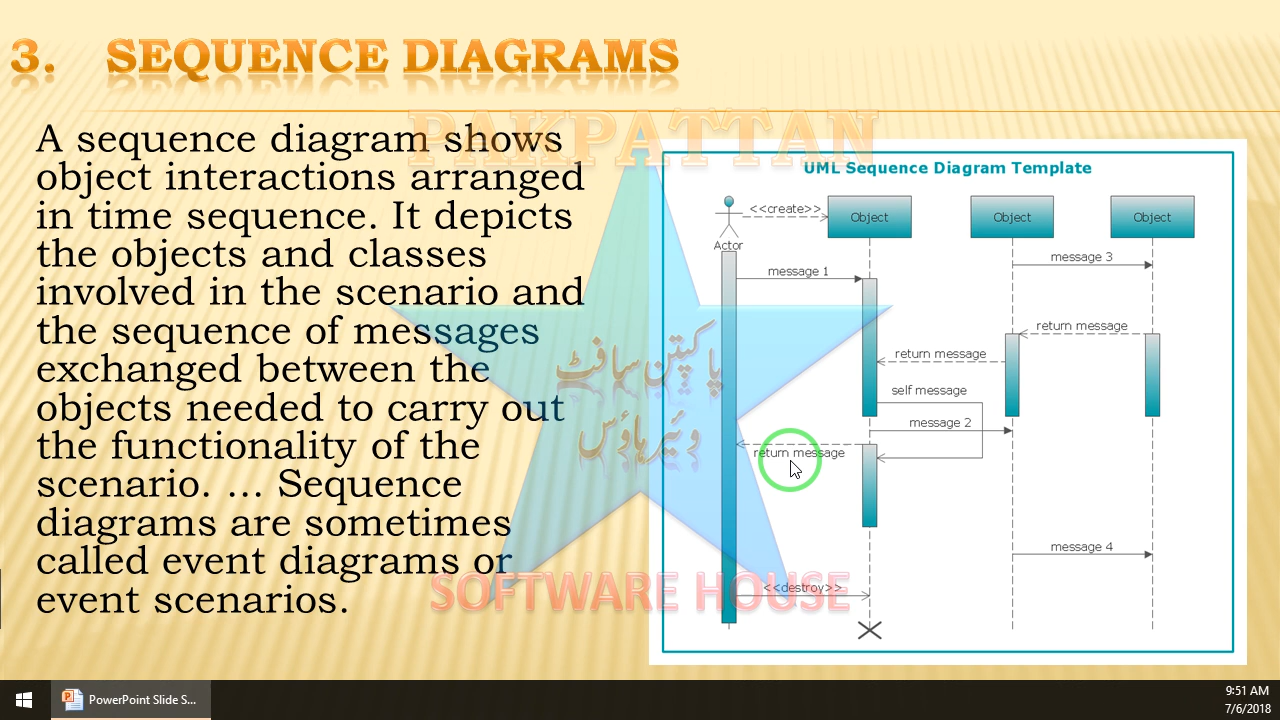 3. SEQUENCE DIAGRAMS
A sequence diagram shows
object interactions arranged
in time sequence. It depicts
the objects and classes
involved in the scenario and
the sequence of messages
exchanged between the
objects needed to carry out
the functionality of the
scenario. … Sequence
diagrams are sometimes
called event diagrams or
event scenarios.
PAKPATTAN
پاکپتن سافٹ
وئیر ہاؤس
SOFTWARE HOUSE
UML Sequence Diagram Template
<<create>>
Object
Object
Object
Actor
message 3
message 1
return message
return message
self message
message 2
return message
message 4
<<destroy>>
PowerPoint Slide S...
9:51 AM
7/6/2018